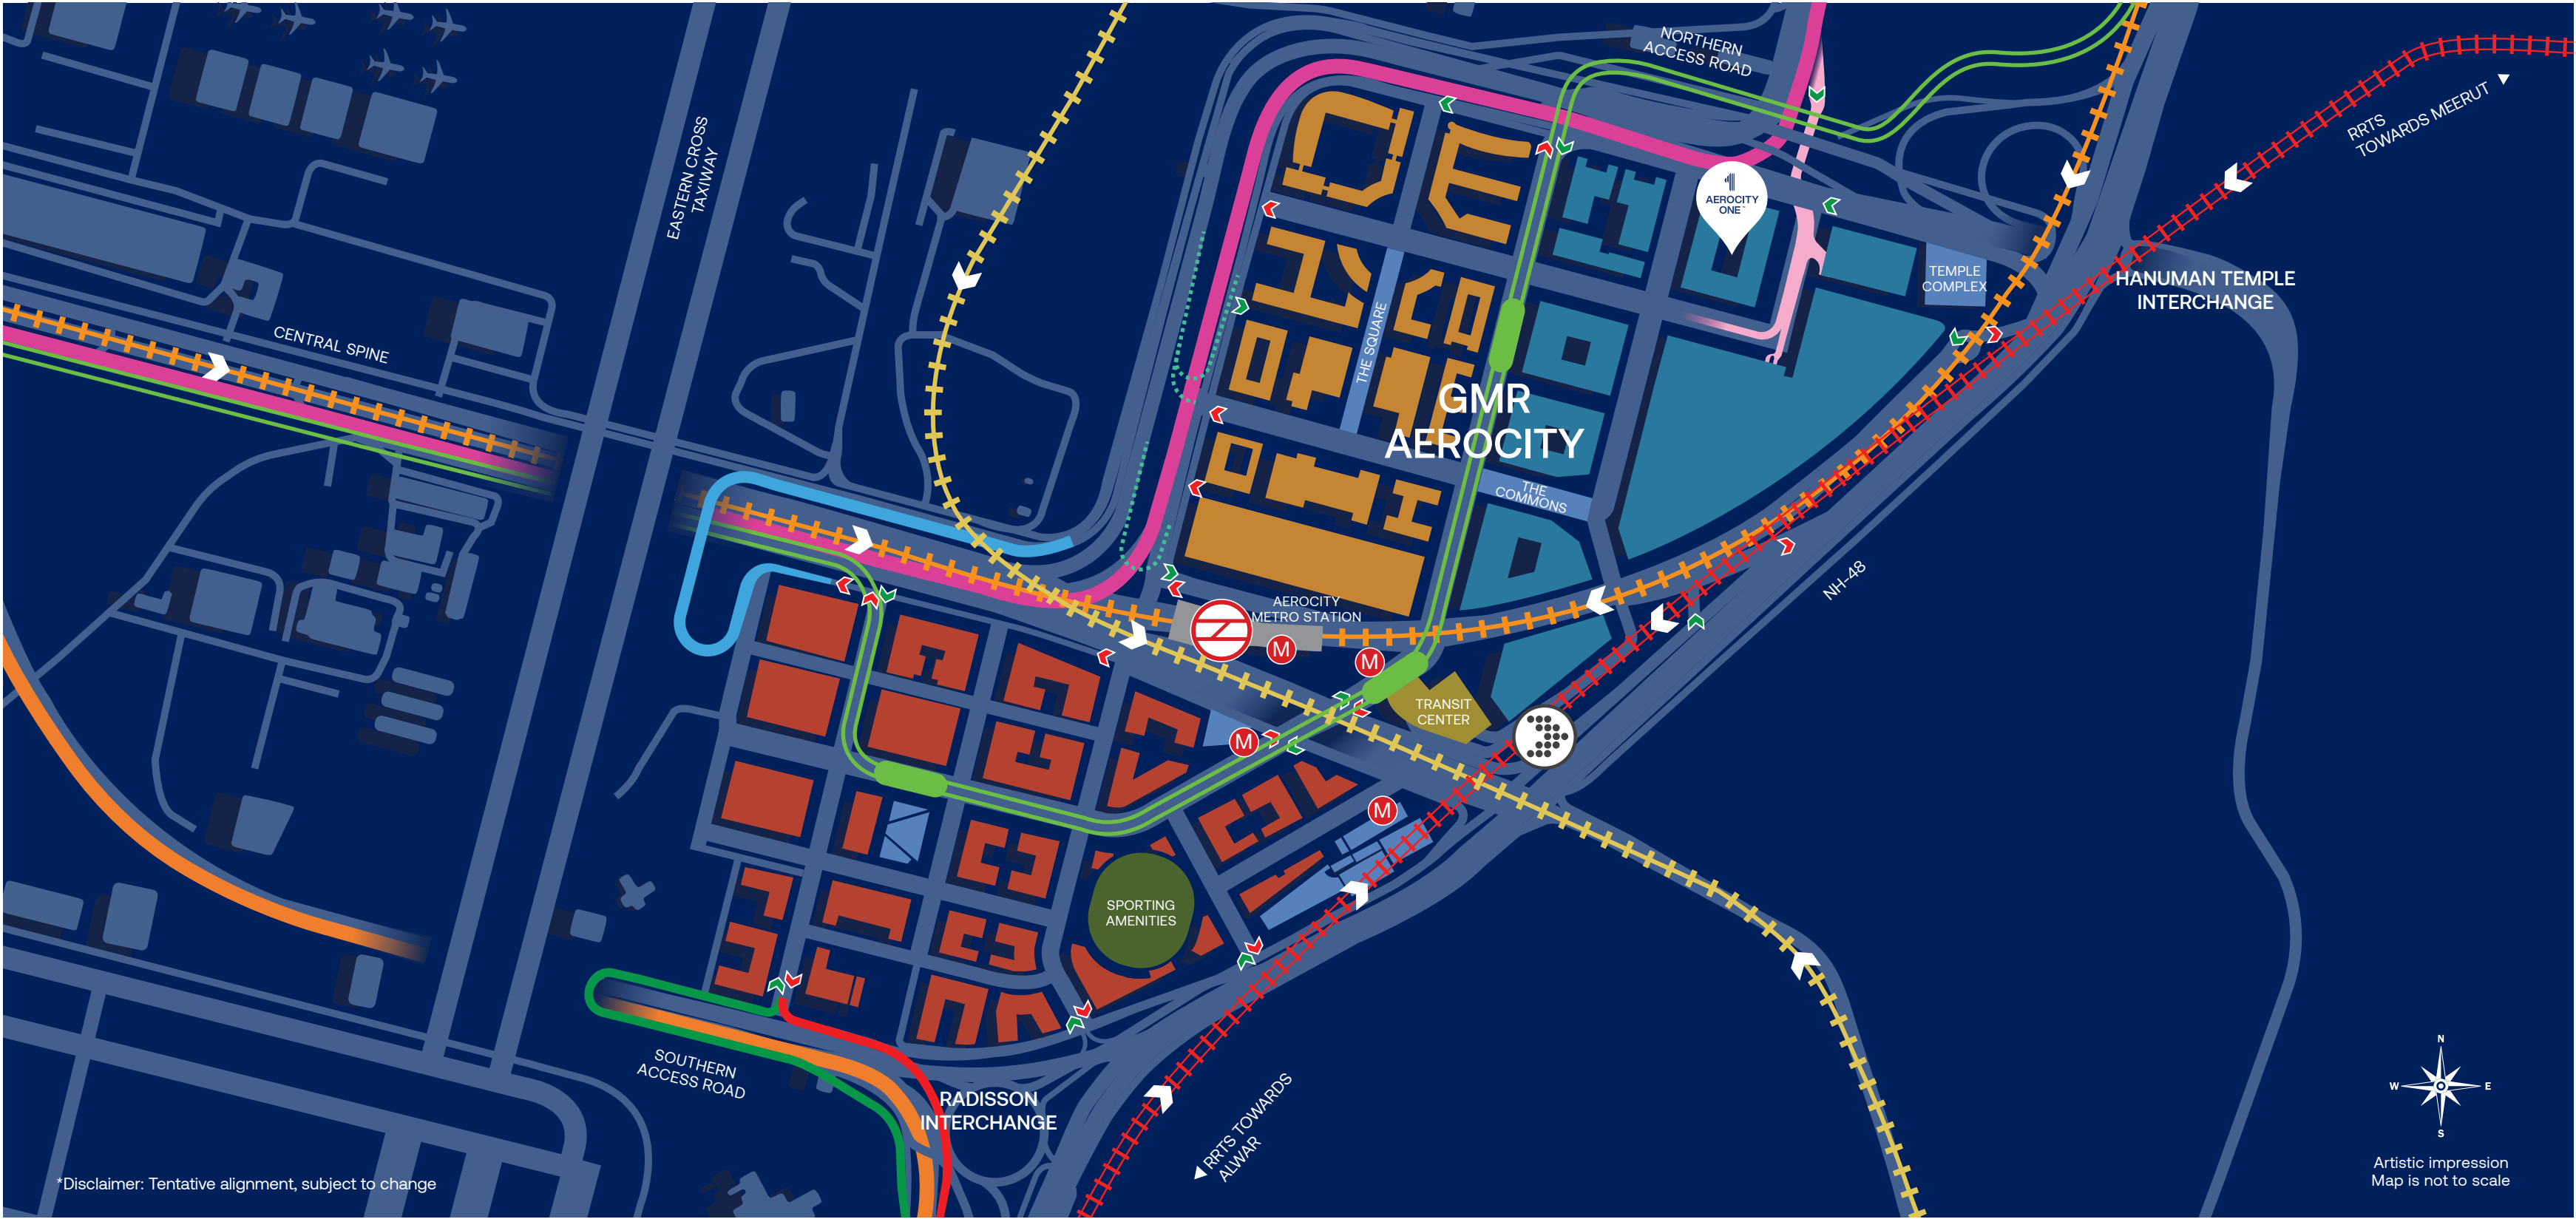 NORTHERN
ACCESS ROAD
RRTS
TOWARDS MEERUT
EASTERN CROSS
TAXIWAY
1
AEROCITY
ONE™
TEMPLE
COMPLEX
HANUMAN TEMPLE
INTERCHANGE
CENTRAL SPINE
THE SQUARE
GMR
AEROCITY
THE
COMMONS
NH-48
AEROCITY
METRO STATION
M
M
TRANSIT
CENTER
M
M
SPORTING
AMENITIES
SOUTHERN
ACCESS ROAD
RADISSON
INTERCHANGE
RRTS TOWARDS
ALWAR
N
W E
S
Artistic impression
Map is not to scale
*Disclaimer: Tentative alignment, subject to change